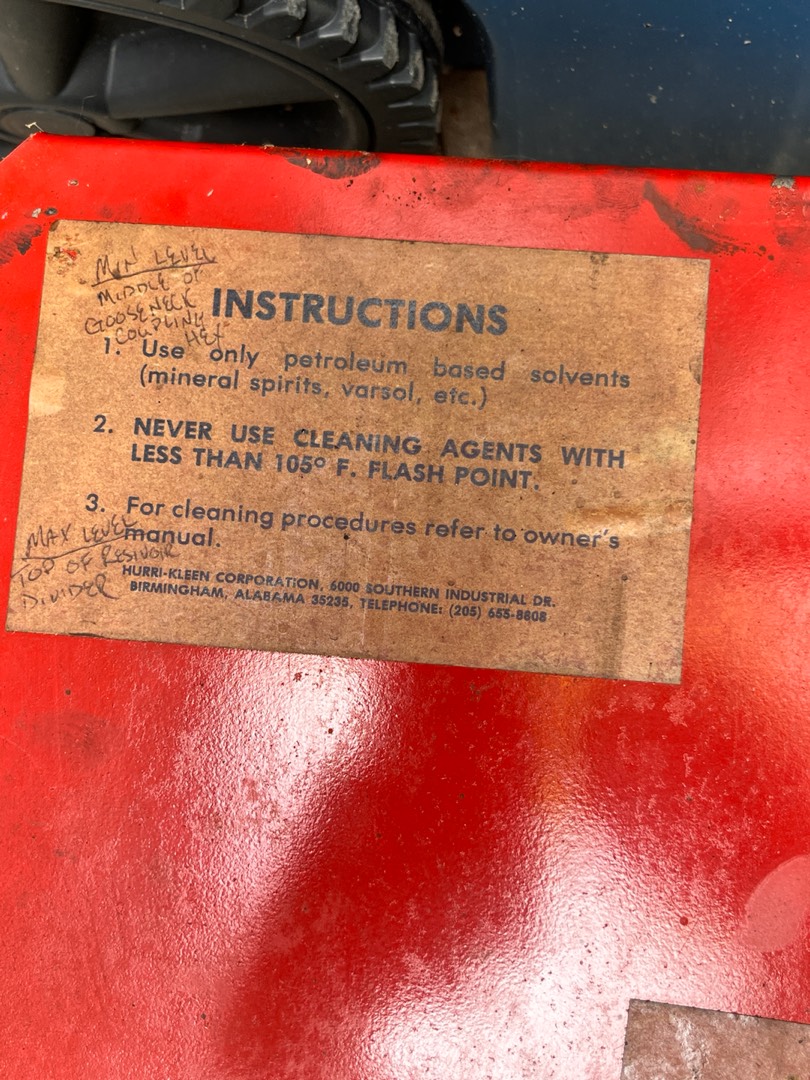 MIN LEVEL
MIDDLE OF
GOOSENECK
COUPLING
INSTRUCTIONS
1. Use only petroleum based solvents
(mineral spirits, varsol, etc.)
2. NEVER USE CLEANING AGENTS WITH
LESS THAN 105° F. FLASH POINT.
3. For cleaning procedures refer to owner's
manual.
MAX LEVEL
TOP OF RESIVOIR
DIVIDER
HURRI-KLEEN CORPORATION, 6000 SOUTHERN INDUSTRIAL DR.
BIRMINGHAM, ALABAMA 35235, TELEPHONE: (205) 655-8808